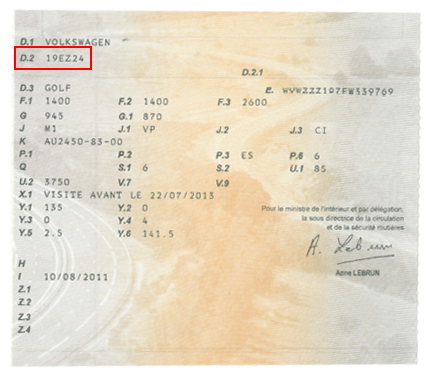 D.1 VOLKSWAGEN
D.2 19EZ24
D.2.1
D.3 GOLF E. WVWZZZ197FW339769
F.1 1400 F.2 1400 F.3 2600
G 945 G.1 870
J M1 J.1 VP J.2 J.3 CI
K AU2450-83-00
P.1 P.2 P.3 ES P.6 6
Q S.1 6 S.2 U.1 85
U.2 3750 V.7 V.9
X.1 VISITE AVANT LE 22/07/2013
Y.1 135 Y.2 0
Y.3 0 Y.4 4
Y.5 2.5 Y.6 141.5
Pour le ministre de l'intérieur et par délégation,
la sous directrice de la circulation
et de la sécurité routières
A. Lebrun
Anne LEBRUN
H
I 10/08/2011
Z.1
Z.2
Z.3
Z.4